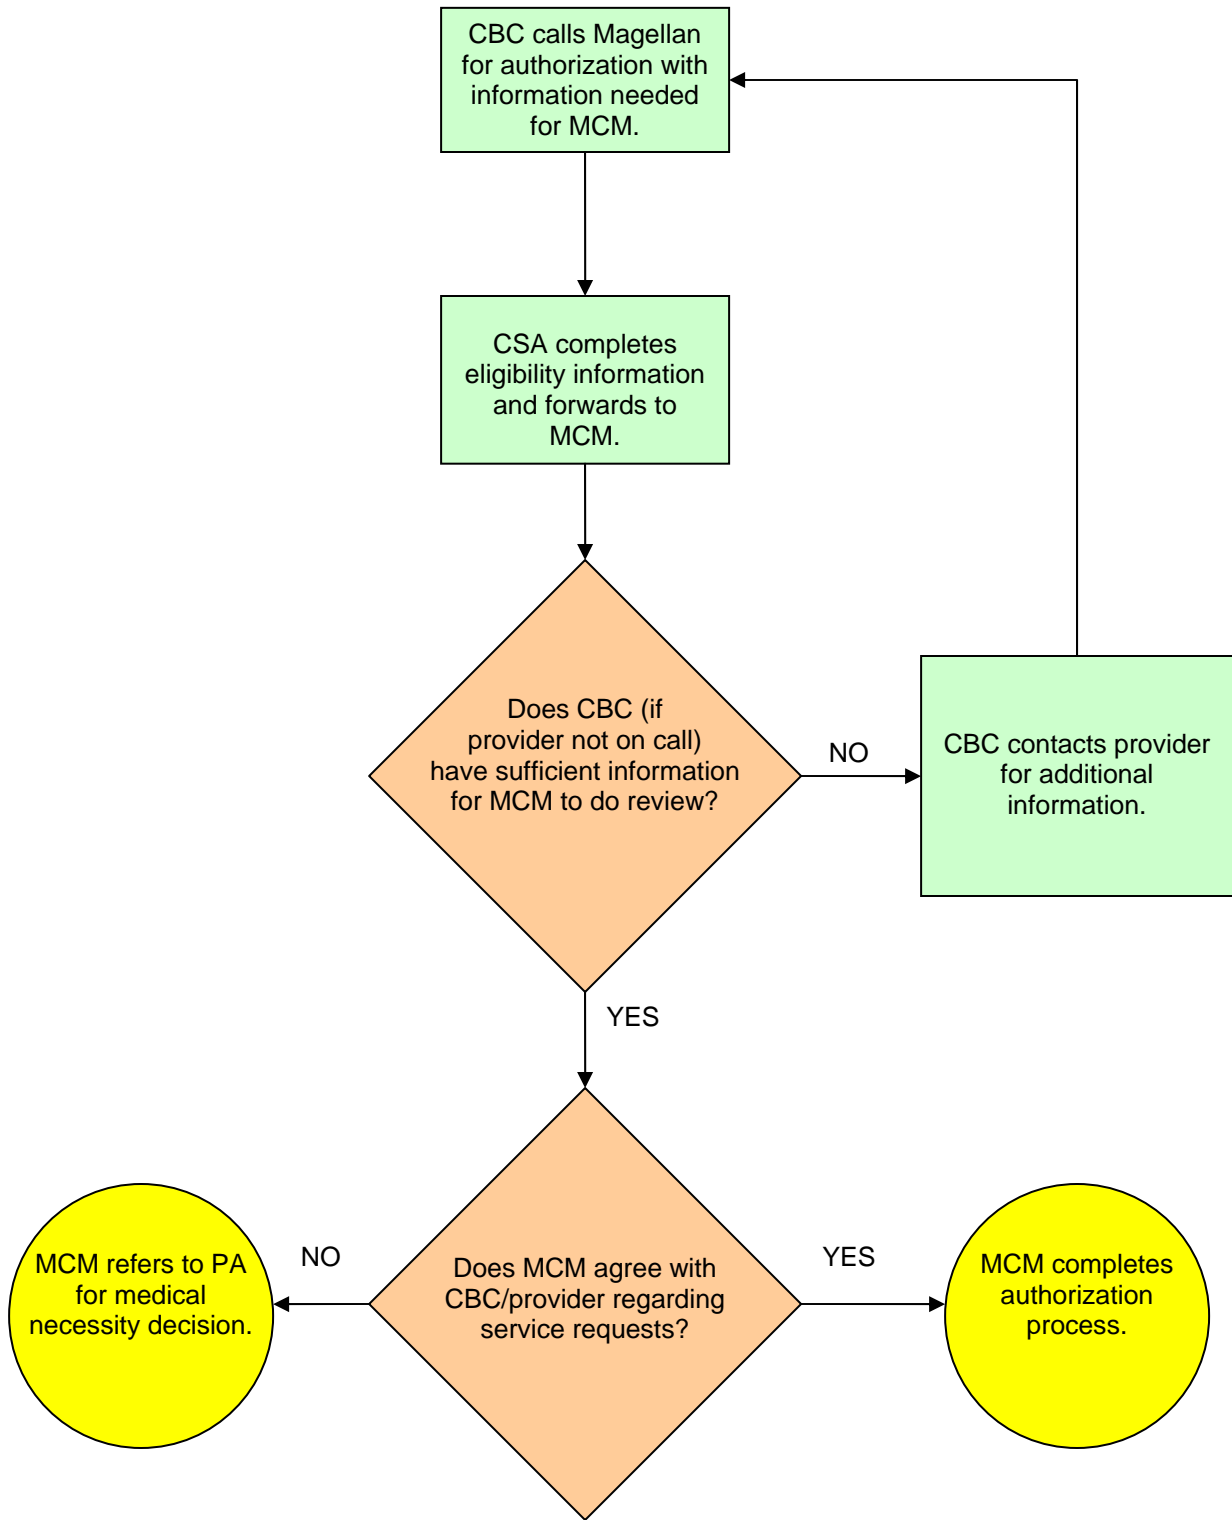 CBC calls Magellan
for authorization with
information needed
for MCM.
CSA completes
eligibility information
and forwards to
MCM.
Does CBC (if
provider not on call)
have sufficient information
for MCM to do review?
NO
CBC contacts provider
for additional
information.
YES
MCM refers to PA
for medical
necessity decision.
NO
Does MCM agree with
CBC/provider regarding
service requests?
YES
MCM completes
authorization
process.